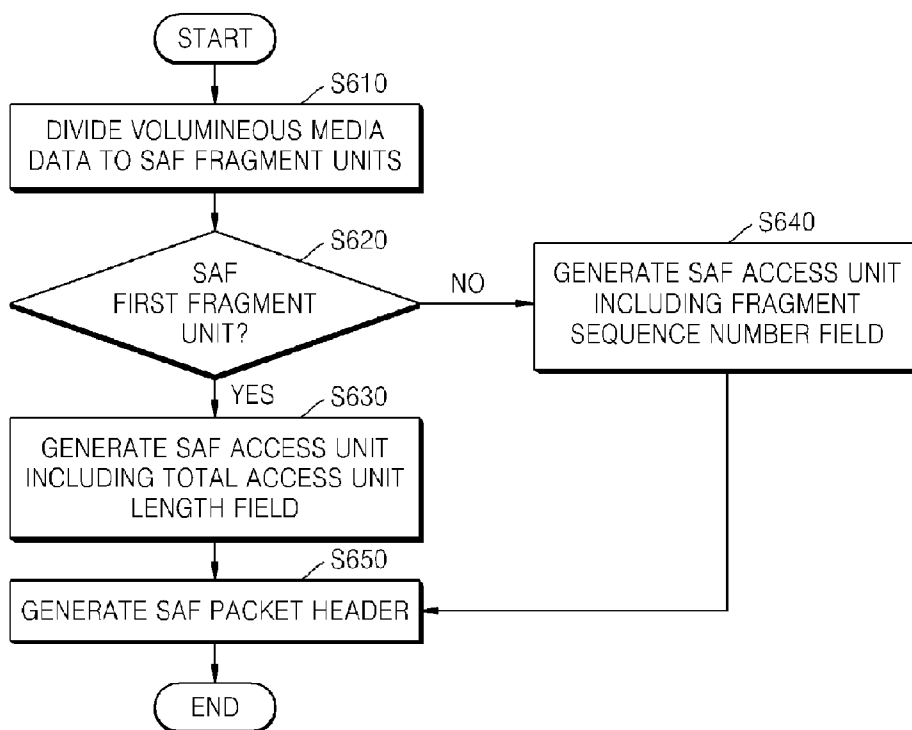 START
S610
DIVIDE VOLUMINEOUS MEDIA
DATA TO SAF FRAGMENT UNITS
S620
SAF
FIRST FRAGMENT
UNIT?
NO
S640
GENERATE SAF ACCESS UNIT
INCLUDING FRAGMENT
SEQUENCE NUMBER FIELD
YES
S630
GENERATE SAF ACCESS UNIT
INCLUDING TOTAL ACCESS UNIT
LENGTH FIELD
S650
GENERATE SAF PACKET HEADER
END